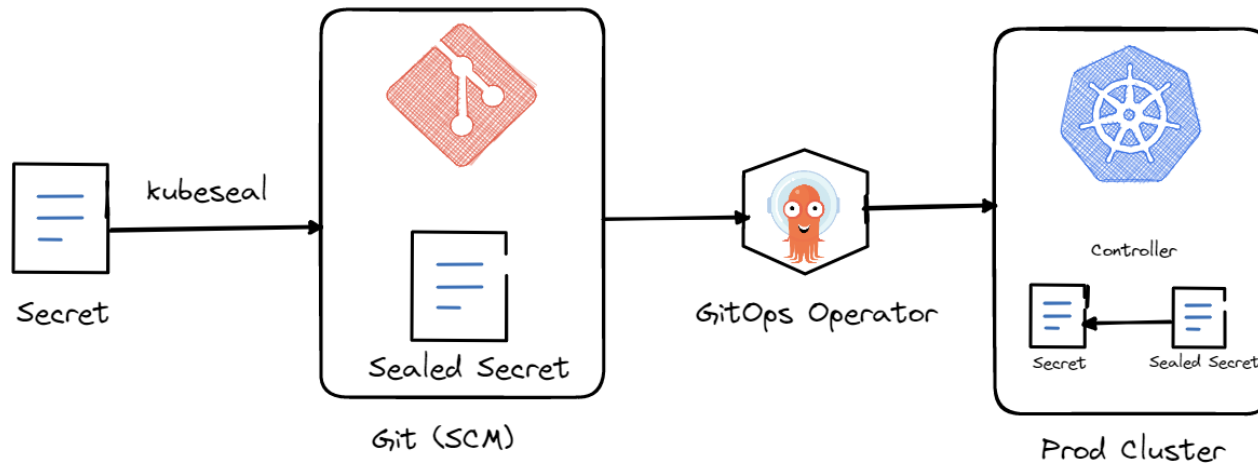 kubeseal
Secret
Sealed Secret
Git (SCM)
GitOps Operator
Controller
Secret
Sealed Secret
Prod Cluster